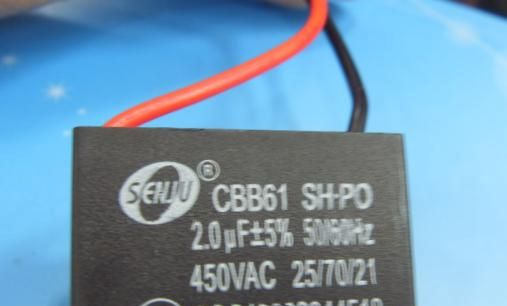 SENJU ® CBB61 SH·PO
2.0μF±5% 50/60Hz
450VAC 25/70/21